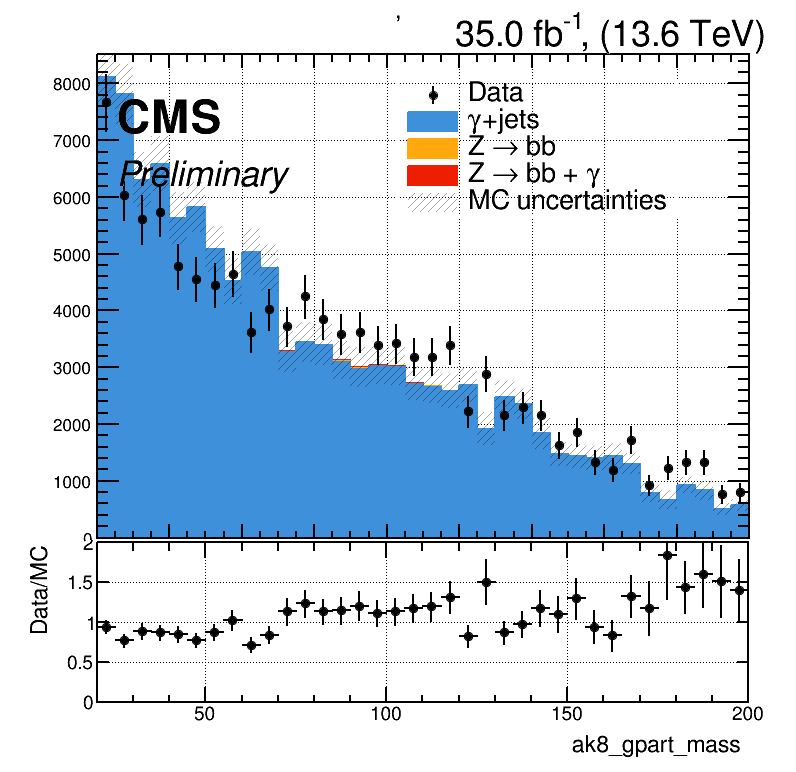 ,
35.0 fb-1, (13.6 TeV)
CMS
Preliminary
Data
γ+jets
Z → bb
Z → bb + γ
MC uncertainties
8000
7000
6000
5000
4000
3000
2000
1000
0
Data/MC
2
1.5
1
0.5
0
50 100 150 200
ak8_gpart_mass